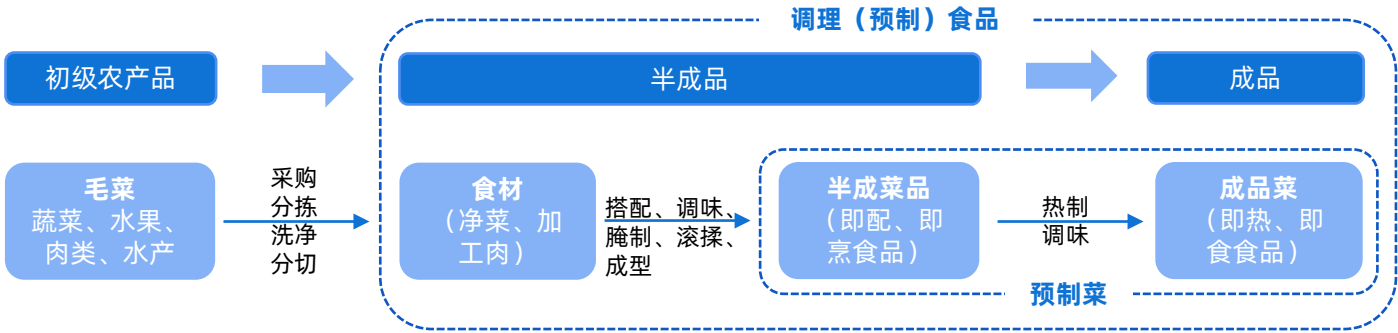 调理（预制）食品
初级农产品
半成品
成品
毛菜
蔬菜、水果、
肉类、水产
采购
分拣
洗净
分切
食材
（净菜、加
工肉）
搭配、调味、
腌制、滚揉、
成型
半成菜品
（即配、即
烹食品）
热制
调味
成品菜
（即热、即
食食品）
预制菜